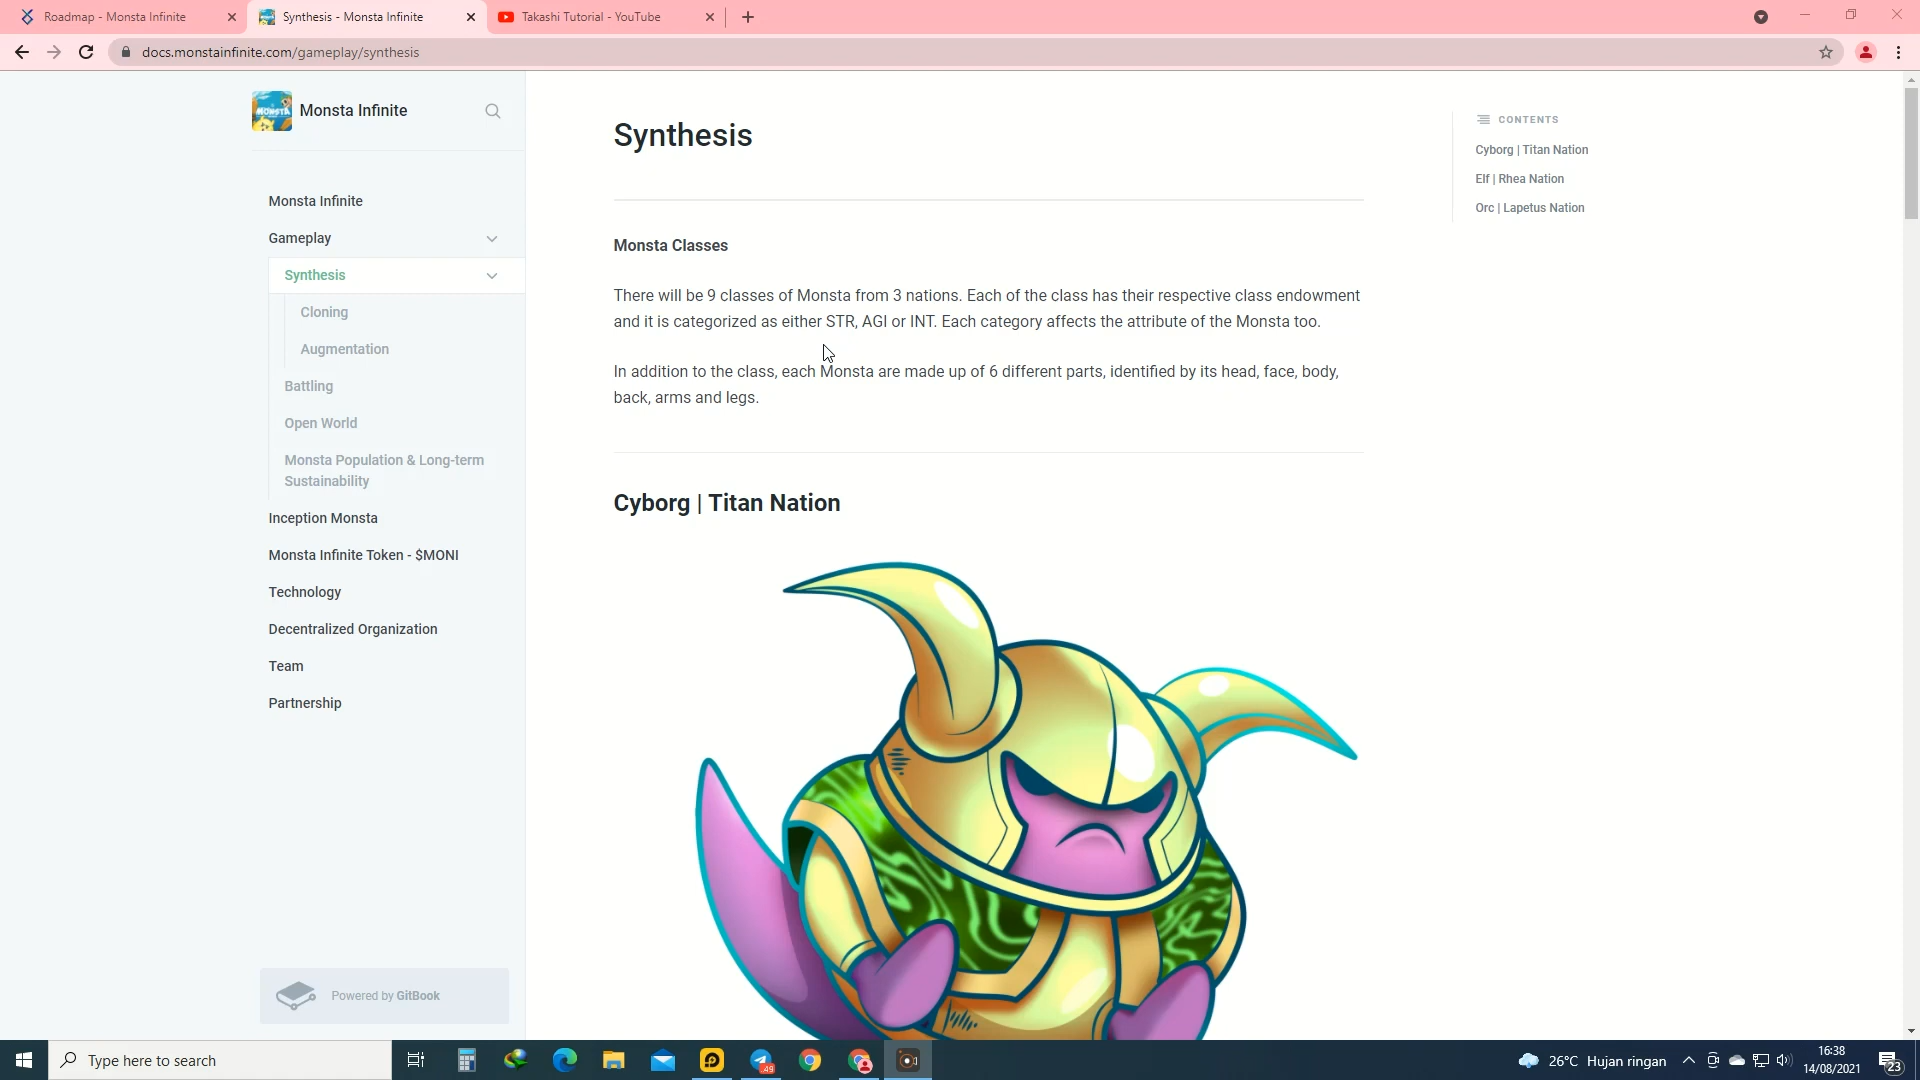 Roadmap - Monsta Infinite
Synthesis - Monsta Infinite
Takashi Tutorial - YouTube
docs.monstainfinite.com/gameplay/synthesis
MONSTA
Monsta Infinite
Monsta Infinite
Gameplay
Synthesis
Cloning
Augmentation
Battling
Open World
Monsta Population & Long-term
Sustainability
Inception Monsta
Monsta Infinite Token - $MONI
Technology
Decentralized Organization
Team
Partnership
Powered by GitBook
Synthesis
Monsta Classes
There will be 9 classes of Monsta from 3 nations. Each of the class has their respective class endowment
and it is categorized as either STR, AGI or INT. Each category affects the attribute of the Monsta too.
In addition to the class, each Monsta are made up of 6 different parts, identified by its head, face, body,
back, arms and legs.
Cyborg | Titan Nation
CONTENTS
Cyborg | Titan Nation
Elf | Rhea Nation
Orc | Lapetus Nation
Type here to search
49
26°C Hujan ringan
16:38
14/08/2021
23